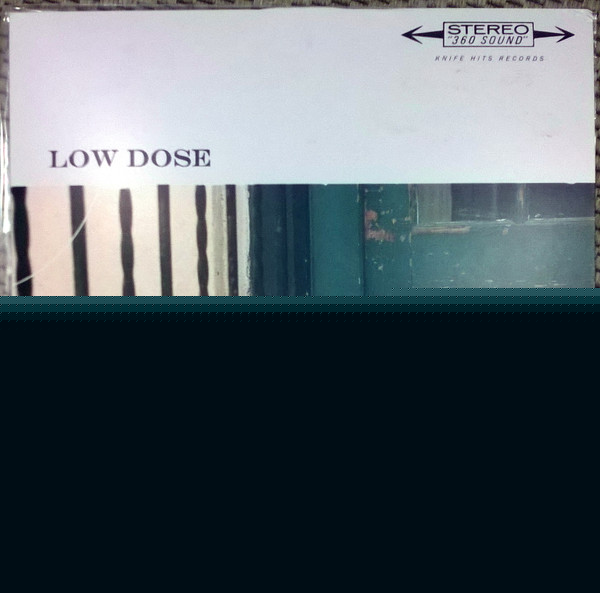 STEREO
"360 SOUND"
KNIFE HITS RECORDS
LOW DOSE